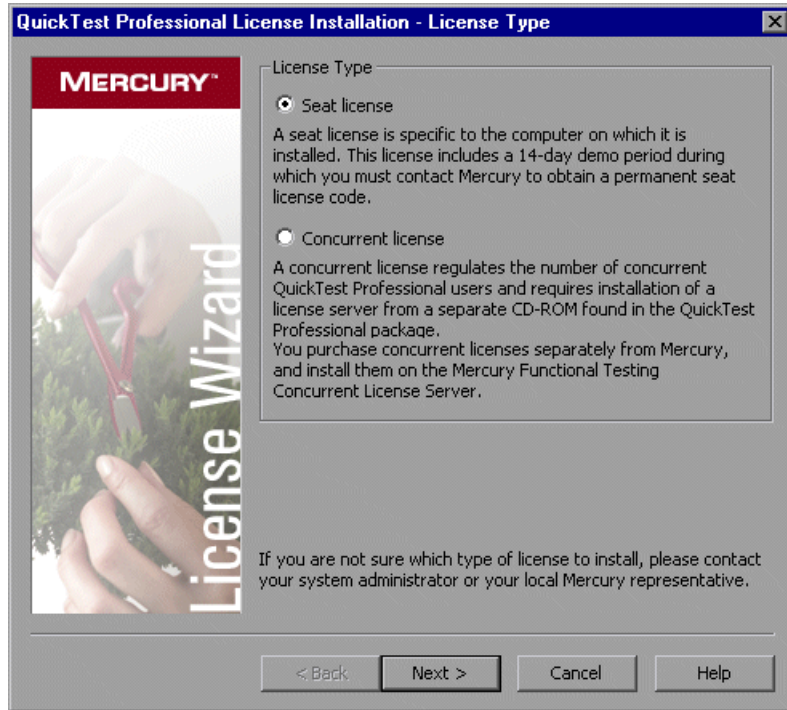 QuickTest Professional License Installation - License Type
MERCURY™
License Wizard
License Type
Seat license
A seat license is specific to the computer on which it is
installed. This license includes a 14-day demo period during
which you must contact Mercury to obtain a permanent seat
license code.
Concurrent license
A concurrent license regulates the number of concurrent
QuickTest Professional users and requires installation of a
license server from a separate CD-ROM found in the QuickTest
Professional package.
You purchase concurrent licenses separately from Mercury,
and install them on the Mercury Functional Testing
Concurrent License Server.
If you are not sure which type of license to install, please contact
your system administrator or your local Mercury representative.
< Back Next > Cancel Help